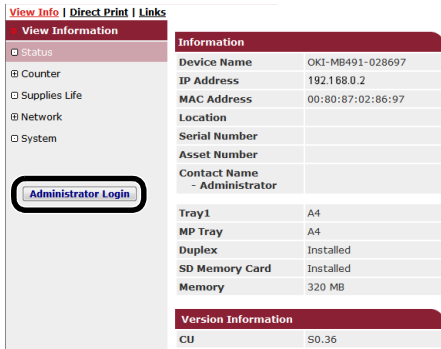 View Info | Direct Print | Links
View Information
Status
Counter
Supplies Life
Network
System
Administrator Login
Information
Device Name OKI-MB491-028697
IP Address 192.168.0.2
MAC Address 00:80:87:02:86:97
Location
Serial Number
Asset Number
Contact Name
- Administrator
Tray1 A4
MP Tray A4
Duplex Installed
SD Memory Card Installed
Memory 320 MB
Version Information
CU S0.36